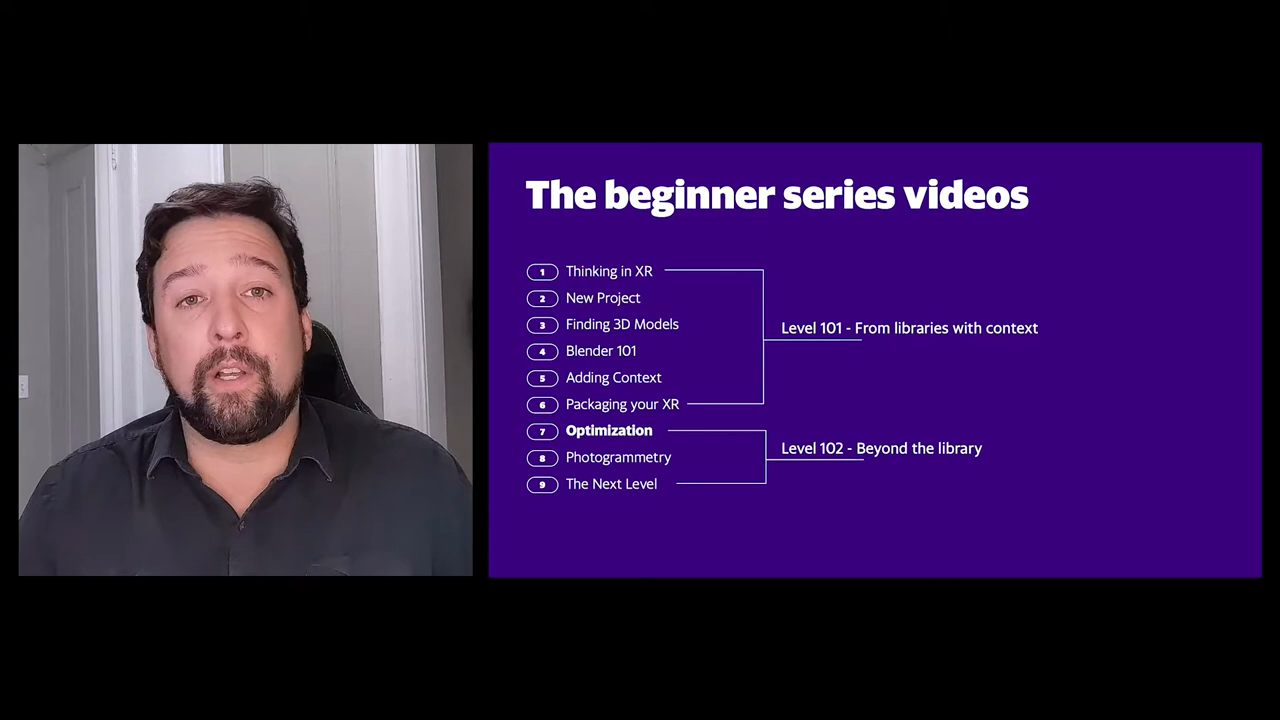 The beginner series videos
1 Thinking in XR
2 New Project
3 Finding 3D Models
4 Blender 101
5 Adding Context
6 Packaging your XR
Level 101 - From libraries with context
7 Optimization
8 Photogrammetry
9 The Next Level
Level 102 - Beyond the library